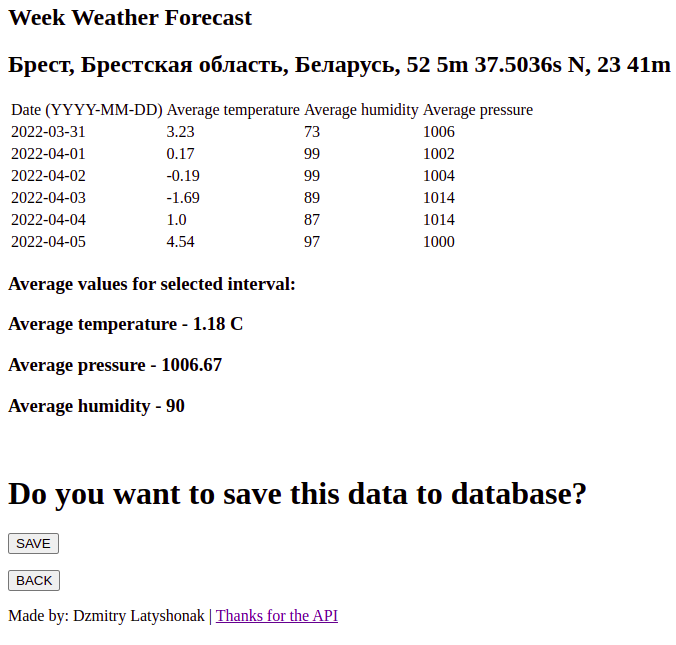 Week Weather Forecast
Брест, Брестская область, Беларусь, 52 5m 37.5036s N, 23 41m
Date (YYYY-MM-DD) Average temperature Average humidity Average pressure
2022-03-31 3.23 73 1006
2022-04-01 0.17 99 1002
2022-04-02 -0.19 99 1004
2022-04-03 -1.69 89 1014
2022-04-04 1.0 87 1014
2022-04-05 4.54 97 1000
Average values for selected interval:
Average temperature - 1.18 C
Average pressure - 1006.67
Average humidity - 90
Do you want to save this data to database?
SAVE
BACK
Made by: Dzmitry Latyshonak | Thanks for the API